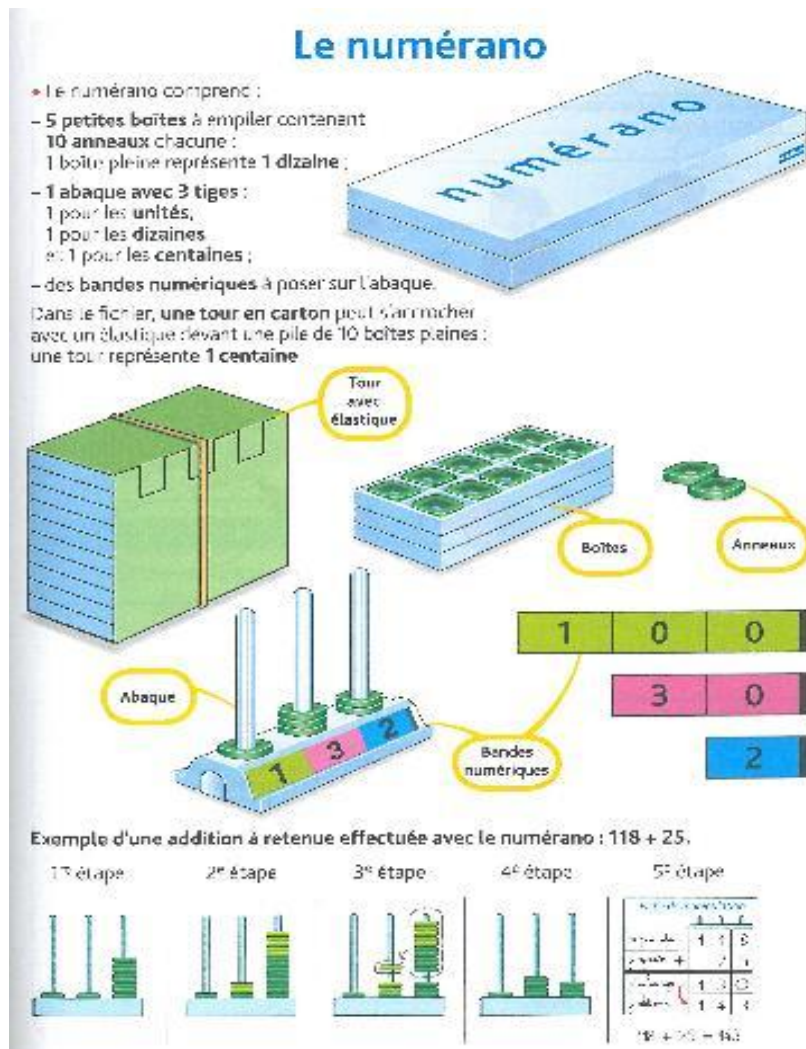 Le numérano
• Le numérano comprend :
– 5 petites boîtes à empiler contenant
10 anneaux chacune :
1 boîte pleine représente 1 dizaine ;
– 1 abaque avec 3 tiges :
1 pour les unités,
1 pour les dizaines
et 1 pour les centaines ;
– des bandes numériques à poser sur l'abaque.
Dans le fichier, une tour en carton peut s'accrocher
avec un élastique devant une pile de 10 boîtes pleines :
une tour représente 1 centaine
numérano
Tour
avec
élastique
Boîtes
Anneaux
1 0 0
3 0
2
Abaque
1 3 2
Bandes
numériques
Exemple d'une addition à retenue effectuée avec le numérano : 118 + 25.
1re étape
2e étape
3e étape
4e étape
5e étape
118 + 25 = 143